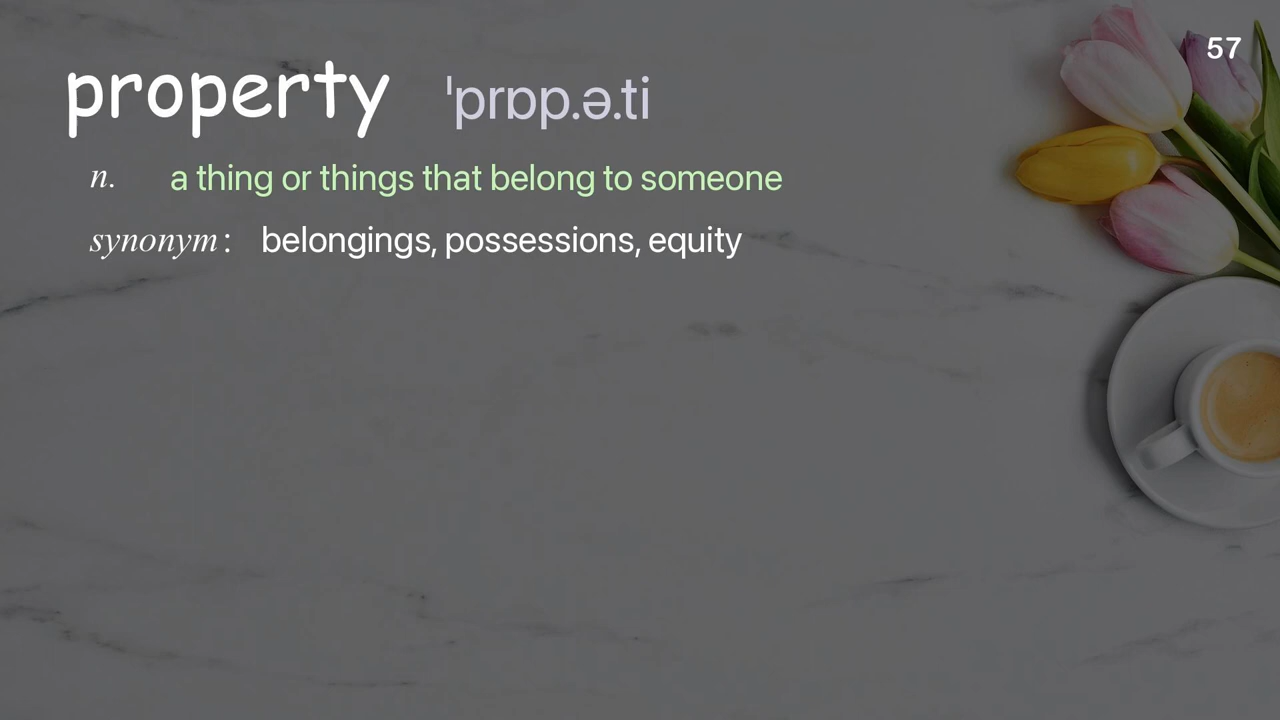 57
property ˈprɒp.ə.ti
n. a thing or things that belong to someone
synonym: belongings, possessions, equity